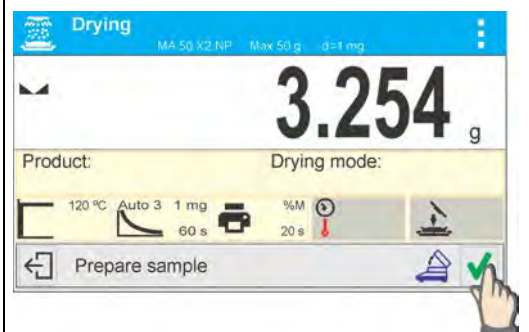 Drying
MA 50.X2.NP Max 50 g d=1 mg
3.254 g
Product: Drying mode:
120 °C Auto 3 1 mg %M
60 s 20 s
Prepare sample